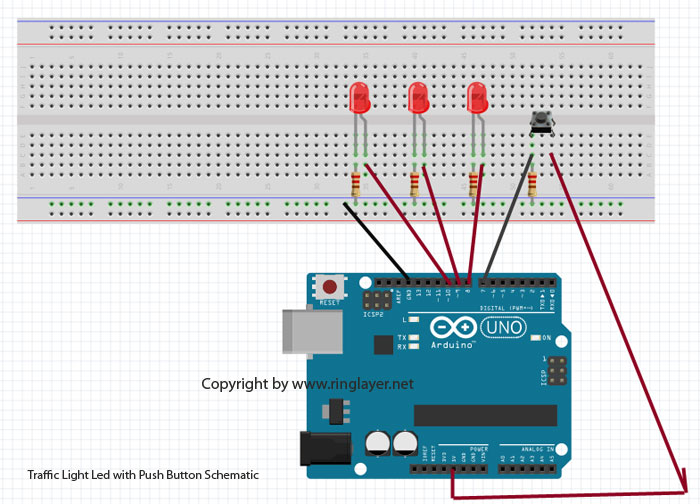 RESET
ICSP2
AREF
GND
13
12
~11
~10
~9
8
7
~6
~5
4
~3
2
TX▶1
RX◀0
DIGITAL (PWM=~)
L
TX
RX
UNO
Arduino™
ON
1
ICSP
Copyright by www.ringlayer.net
POWER
ANALOG IN
IOREF
RESET
3V3
5V
GND
GND
VIN
A0
A1
A2
A3
A4
A5
Traffic Light Led with Push Button Schematic